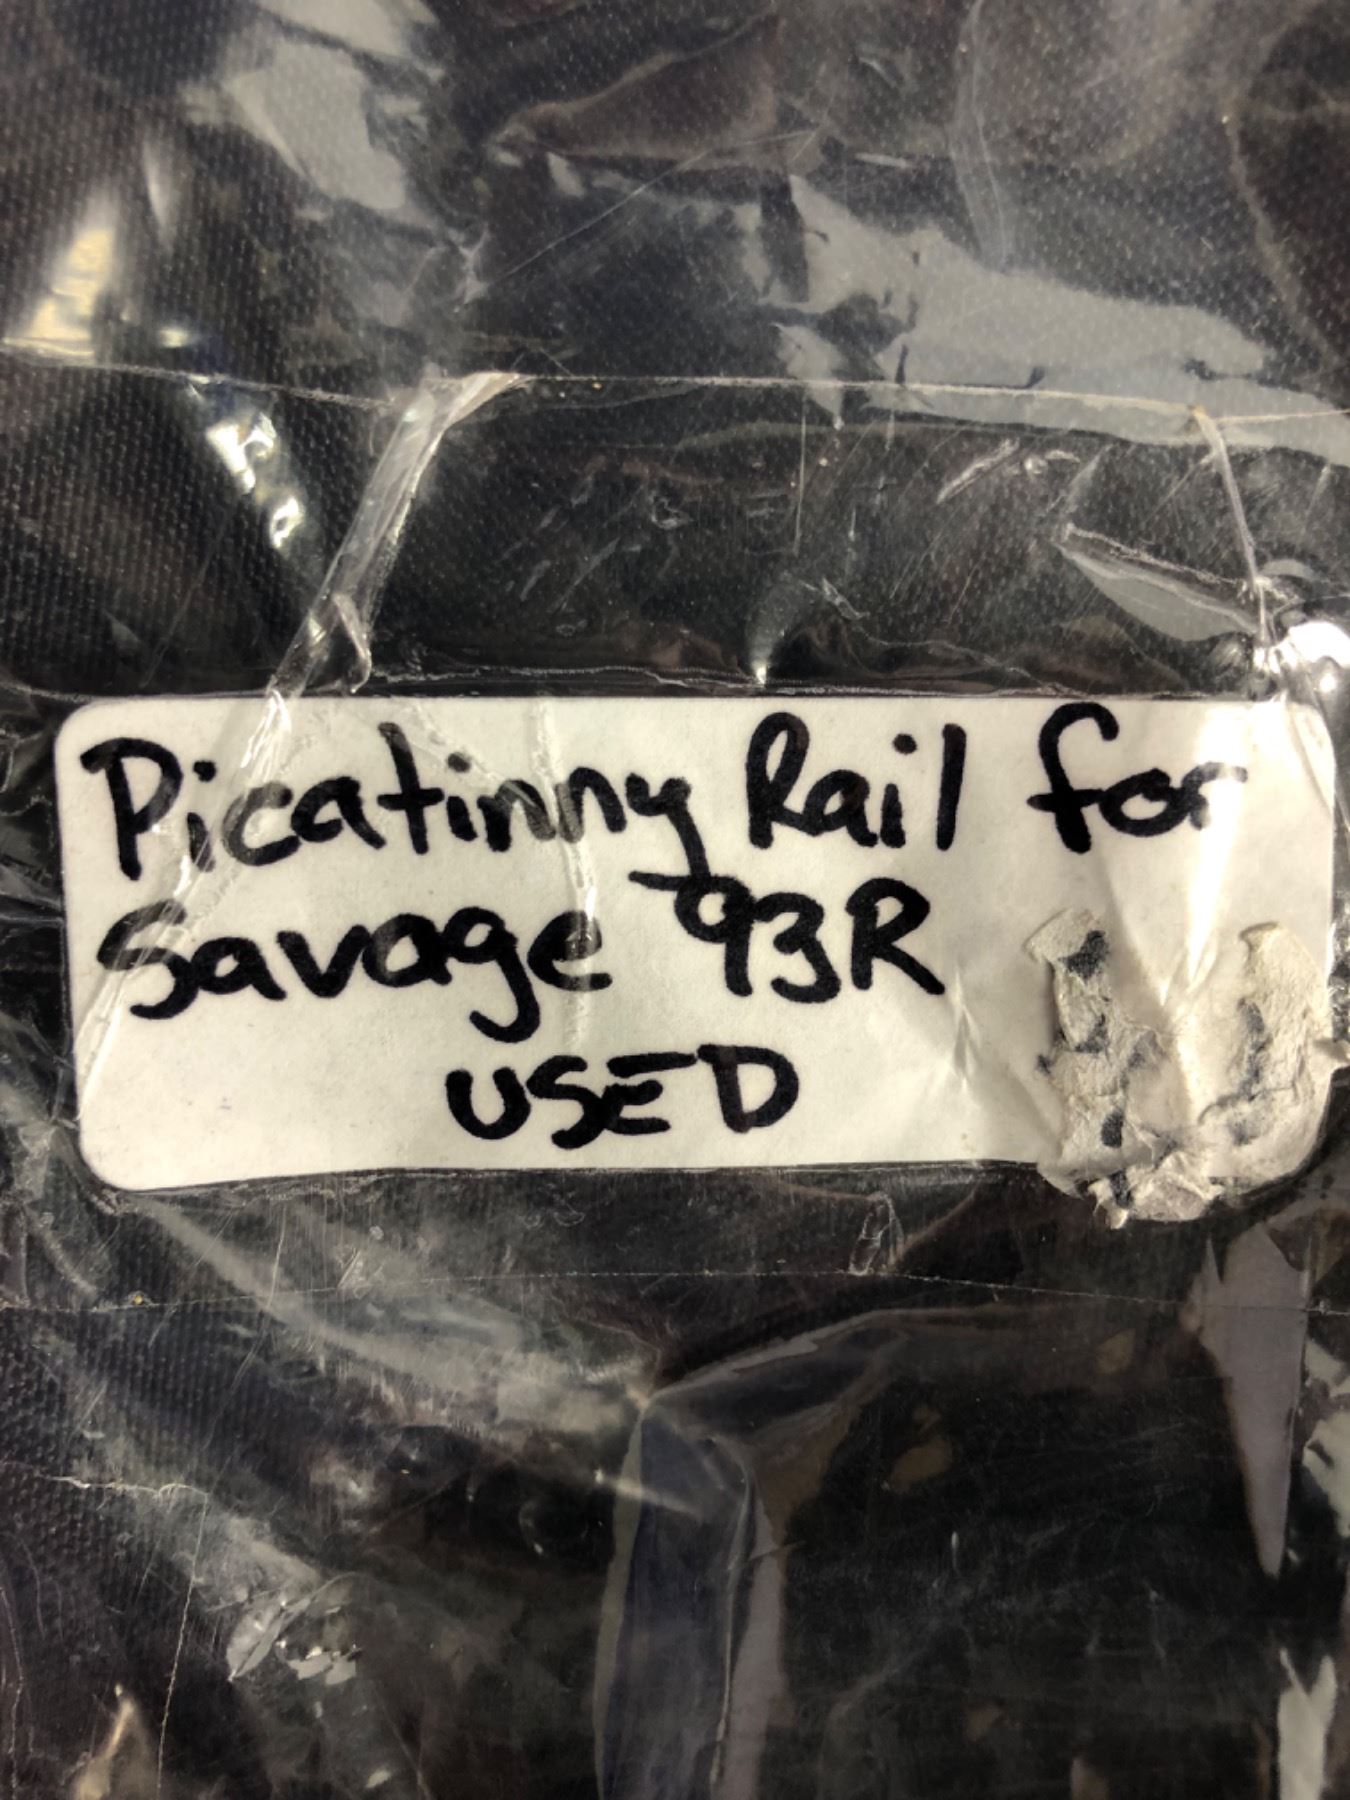 Picatinny Rail for
Savage 93R
USED